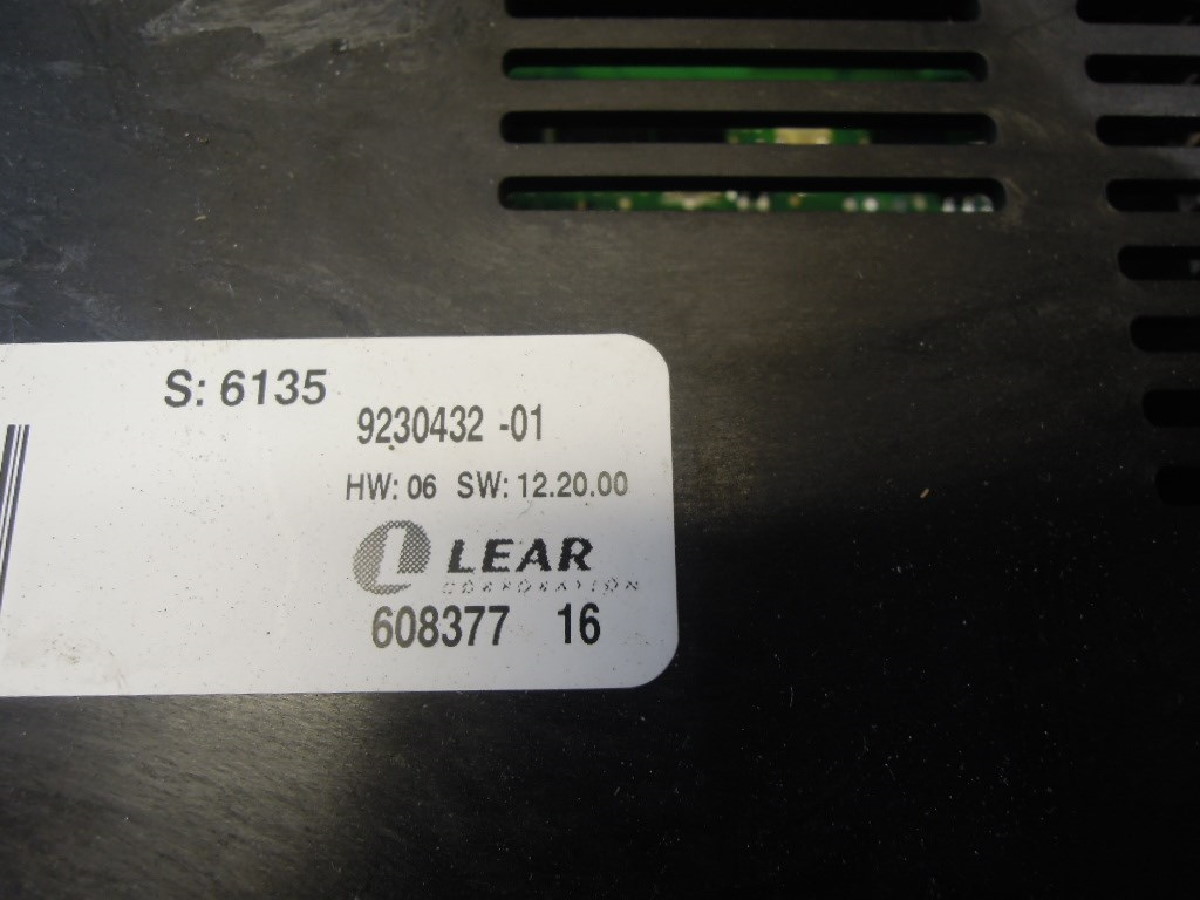 S: 6135
9230432 -01
HW: 06 SW: 12.20.00
L LEAR
CORPORATION
608377 16